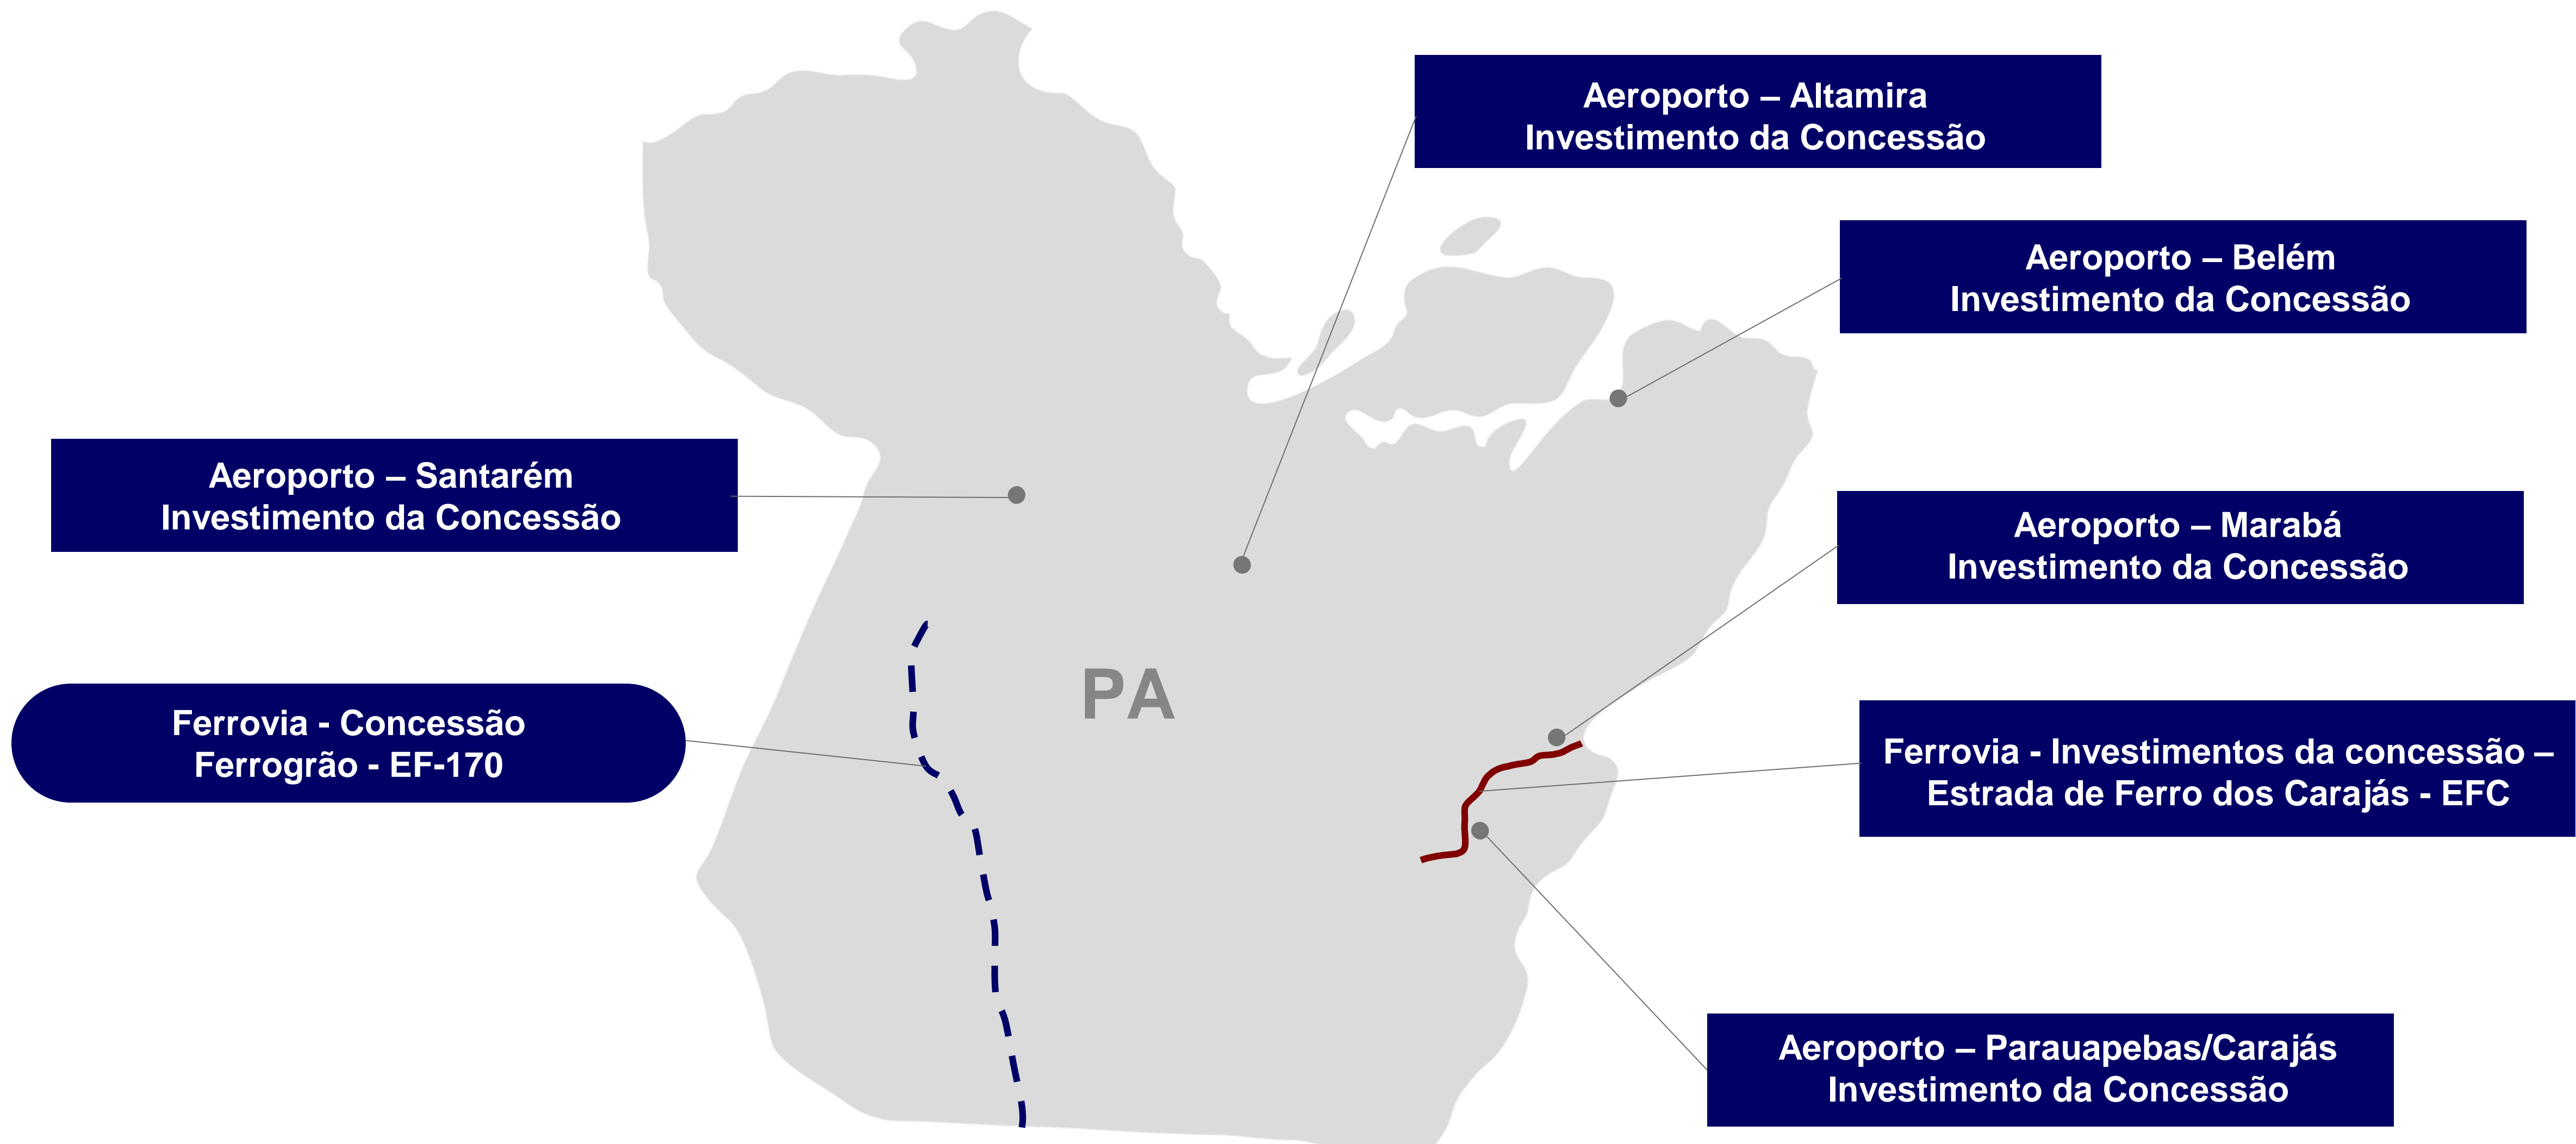 Aeroporto – Altamira
Investimento da Concessão
Aeroporto – Belém
Investimento da Concessão
Aeroporto – Santarém
Investimento da Concessão
Aeroporto – Marabá
Investimento da Concessão
PA
Ferrovia - Concessão
Ferrogrão - EF-170
Ferrovia - Investimentos da concessão –
Estrada de Ferro dos Carajás - EFC
Aeroporto – Parauapebas/Carajás
Investimento da Concessão